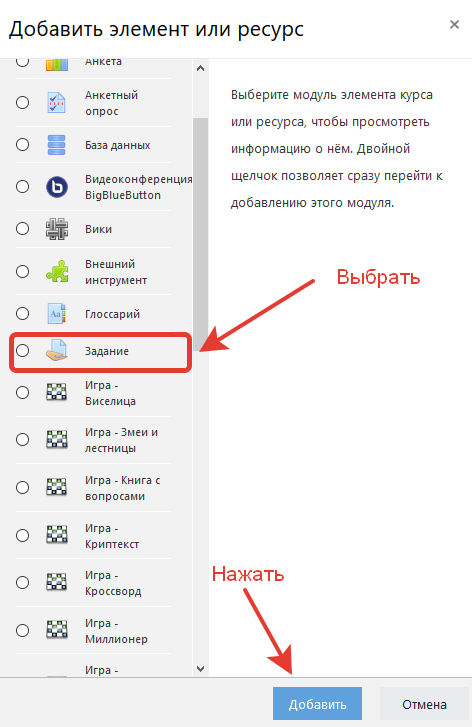 Добавить элемент или ресурс
×
Анкета
Анкетный
опрос
База данных
Видеоконференция
BigBlueButton
Вики
Внешний
инструмент
Глоссарий
Задание
Игра -
Виселица
Игра - Змеи и
лестницы
Игра - Книга с
вопросами
Игра -
Криптекст
Игра -
Кроссворд
Игра -
Миллионер
Игра -
Выберите модуль элемента курса
или ресурса, чтобы просмотреть
информацию о нём. Двойной
щелчок позволяет сразу перейти к
добавлению этого модуля.
Выбрать
Нажать
Добавить
Отмена